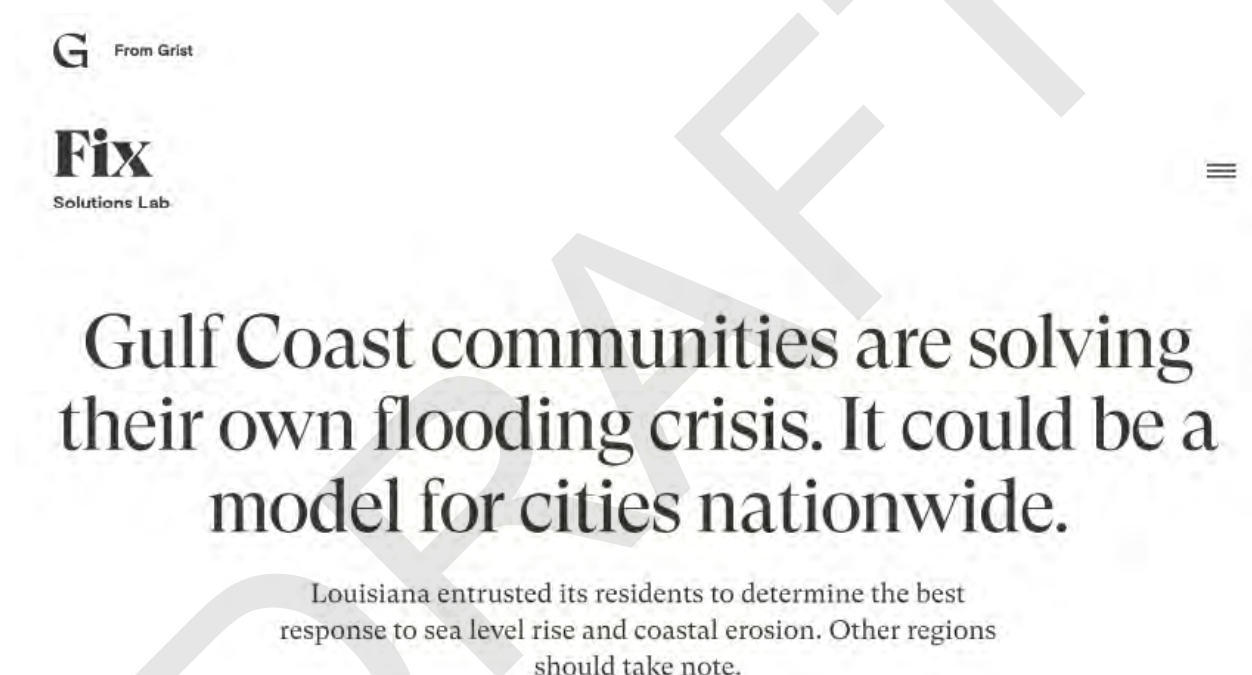 G From Grist
Fix
Solutions Lab
Gulf Coast communities are solving
their own flooding crisis. It could be a
model for cities nationwide.
Louisiana entrusted its residents to determine the best
response to sea level rise and coastal erosion. Other regions
should take note.
DRAFT